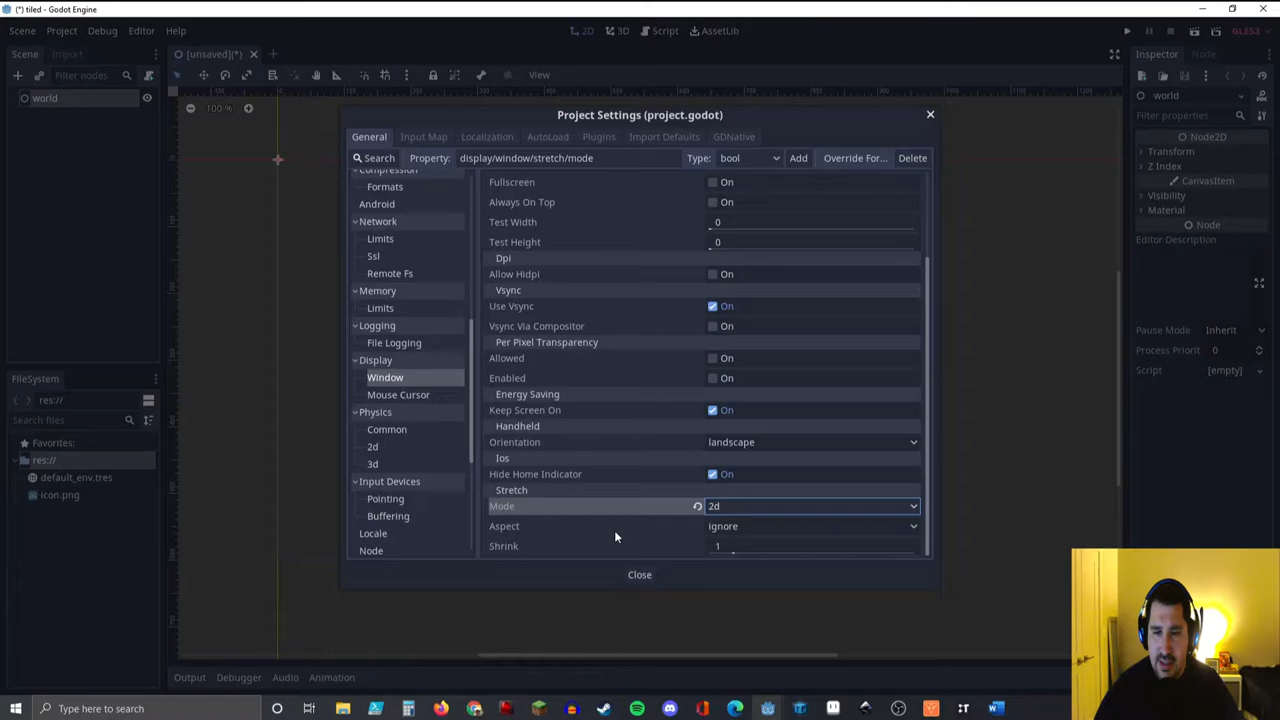 (*) tiled - Godot Engine
Scene Project Debug Editor Help
2D 3D Script AssetLib
GLES3
Scene Import
[unsaved](*)
Inspector Node
Filter nodes
View
world
100 %
world
Filter properties
Node2D
Transform
Z Index
CanvasItem
Visibility
Material
Node
Editor Description
Pause Mode Inherit
Process Priorit 0
Script [empty]
Project Settings (project.godot)
General Input Map Localization AutoLoad Plugins Import Defaults GDNative
Search Property: display/window/stretch/mode Type: bool Add Override For... Delete
Compression
Formats
Android
Network
Limits
Ssl
Remote Fs
Memory
Limits
Logging
File Logging
Display
Window
Mouse Cursor
Physics
Common
2d
3d
Input Devices
Pointing
Buffering
Locale
Node
Fullscreen On
Always On Top On
Test Width 0
Test Height 0
Dpi
Allow Hidpi On
Vsync
Use Vsync On
Vsync Via Compositor On
Per Pixel Transparency
Allowed On
Enabled On
Energy Saving
Keep Screen On On
Handheld
Orientation landscape
Ios
Hide Home Indicator On
Stretch
Mode 2d
Aspect ignore
Shrink 1
Close
FileSystem
res://
Search files
Favorites:
res://
default_env.tres
icon.png
Output Debugger Audio Animation
Type here to search